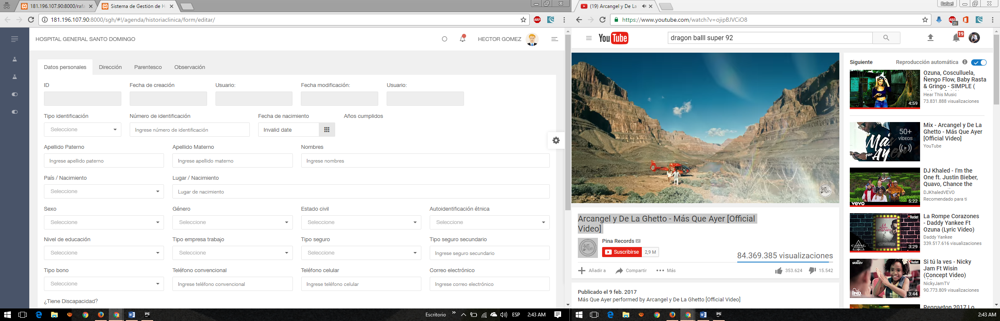 181.196.107.90:8000/rafa
Sistema de Gestión de H
181.196.107.90:8000/sgh/#!/agenda/historiaclinica/form/editar/
ABP
HOSPITAL GENERAL SANTO DOMINGO
HECTOR GOMEZ
Datos personales
Dirección
Parentesco
Observación
ID
Fecha de creación
Usuario:
Fecha modificación:
Usuario:
Tipo identificación
Número de identificación
Fecha de nacimiento
Años cumplidos
Seleccione
Ingrese número de identificación
Invalid date
Apellido Paterno
Apellido Materno
Nombres
Ingrese apellido paterno
Ingrese apellido materno
Ingrese nombres
País / Nacimiento
Lugar / Nacimiento
Seleccione
Lugar de nacimiento
Sexo
Género
Estado civil
Autoidentificación étnica
Seleccione
Seleccione
Seleccione
Seleccione
Nivel de educación
Tipo empresa trabajo
Tipo seguro
Tipo seguro secundario
Seleccione
Seleccione
Seleccione
Ingrese seguro secundario
Tipo bono
Teléfono convencional
Teléfono celular
Correo electrónico
Seleccione
Ingrese teléfono convencional
Ingrese teléfono celular
Ingrese correo electrónico
¿Tiene Discapacidad?
Escritorio
ESP
2:43 AM
(19) Arcangel y De La
Rafael
https://www.youtube.com/watch?v=ojipBJVCiO8
ABP
21
YouTube
dragon balll super 92
19
Arcangel y De La Ghetto - Más Que Ayer [Official
Video]
Pina Records
Suscribirse
2,9 M
84.369.385 visualizaciones
Añadir a
Compartir
Más
353.624
15.542
Publicado el 9 feb. 2017
Más Que Ayer performed by Arcangel y De La Ghetto [Official Video]
Siguiente
Reproducción automática
4:59
Ozuna, Cosculluela,
Ñengo Flow, Baby Rasta
& Gringo - SIMPLE (
Hear This Music
73.831.888 visualizaciones
Más
que Ayer
50+
VÍDEOS
Mix - Arcangel y De La
Ghetto - Más Que Ayer
[Official Video]
YouTube
vevo
5:22
DJ Khaled - I'm the
One ft. Justin Bieber,
Quavo, Chance the
DJKhaledVEVO
Recomendado para ti
Rocket
3:29
La Rompe Corazones
- Daddy Yankee Ft
Ozuna (Lyric Video)
Daddy Yankee
339.517.616 visualizaciones
skloziv
Rocket
IND
3:44
Si tú la ves - Nicky
Jam Ft Wisin
(Concept Video)
NickyJamTV
90.773.809 visualizaciones
Reggaeton 2017 Lo
2:43 AM